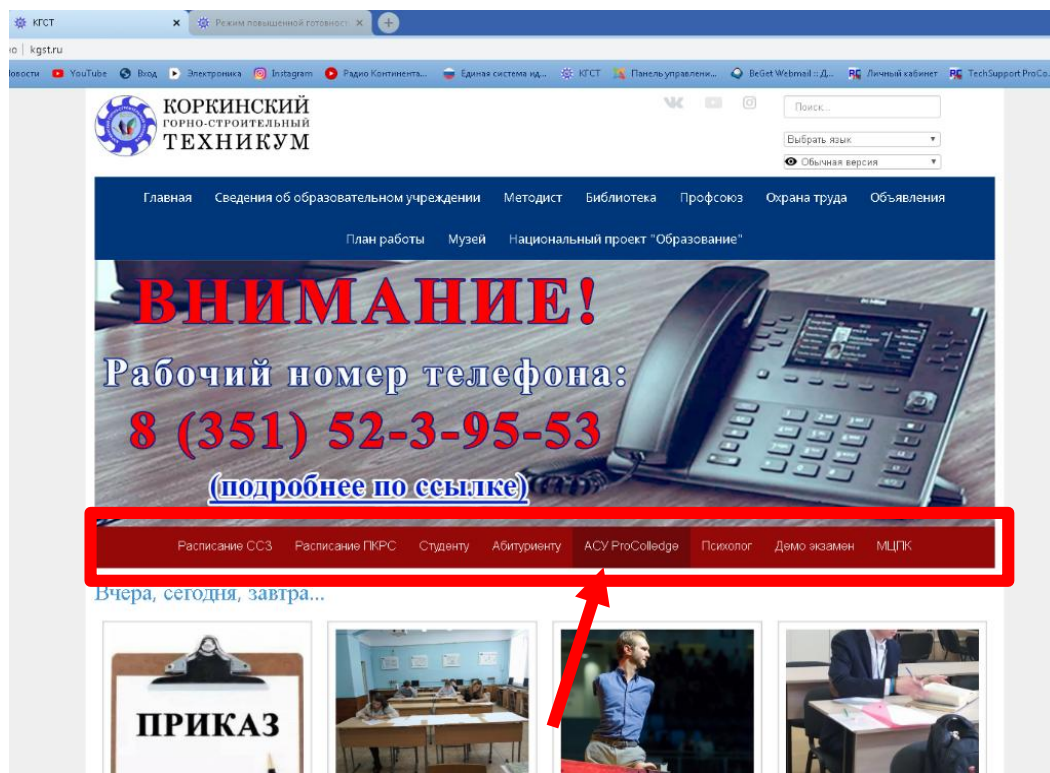 КГСТ
Режим повышенной готовност
kgst.ru
Новости YouTube Вход Электроника Instagram Радио Континента... Единая система ид... КГСТ Панель управлени... BeGet Webmail :: Д... Личный кабинет TechSupport ProCo...
КОРКИНСКИЙ
ГОРНО-СТРОИТЕЛЬНЫЙ
ТЕХНИКУМ
Поиск...
Выбрать язык
Обычная версия
Главная Сведения об образовательном учреждении Методист Библиотека Профсоюз Охрана труда Объявления
План работы Музей Национальный проект "Образование"
ВНИМАНИЕ!
Рабочий номер телефона:
8 (351) 52-3-95-53
(подробнее по ссылке)
Расписание ССЗ Расписание ПКРС Студенту Абитуриенту АСУ ProColledge Психолог Демо экзамен МЦПК
Вчера, сегодня, завтра...
ПРИКАЗ